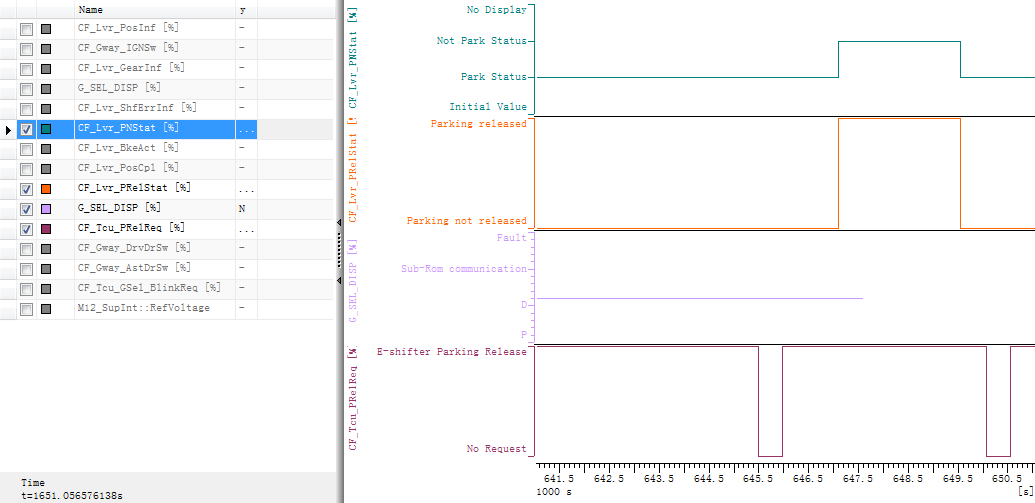 Name y
CF_Lvr_PosInf [%] -
CF_Gway_IGNSw [%] -
CF_Lvr_GearInf [%] -
G_SEL_DISP [%] -
CF_Lvr_ShfErrInf [%] -
CF_Lvr_PNStat [%] ...
CF_Lvr_BkeAct [%] -
CF_Lvr_PosCpl [%] -
CF_Lvr_PRelStat [%] ...
G_SEL_DISP [%] N
CF_Tcu_PRelReq [%] ...
CF_Gway_DrvDrSw [%] -
CF_Gway_AstDrSw [%] -
CF_Tcu_GSel_BlinkReq [%] -
M12_SupInt::RefVoltage -
Time
t=1651.056576138s
CF_Lvr_PNStat [%]
No Display
Not Park Status
Park Status
Initial Value
CF_Lvr_PRelStat [%
Parking released
Parking not released
G_SEL_DISP [%]
Fault
Sub-Rom communication
D
P
CF_Tcu_PRelReq [%
E-shifter Parking Release
No Request
641.5 642.5 643.5 644.5 645.5 646.5 647.5 648.5 649.5 650.5
1000 s [s]